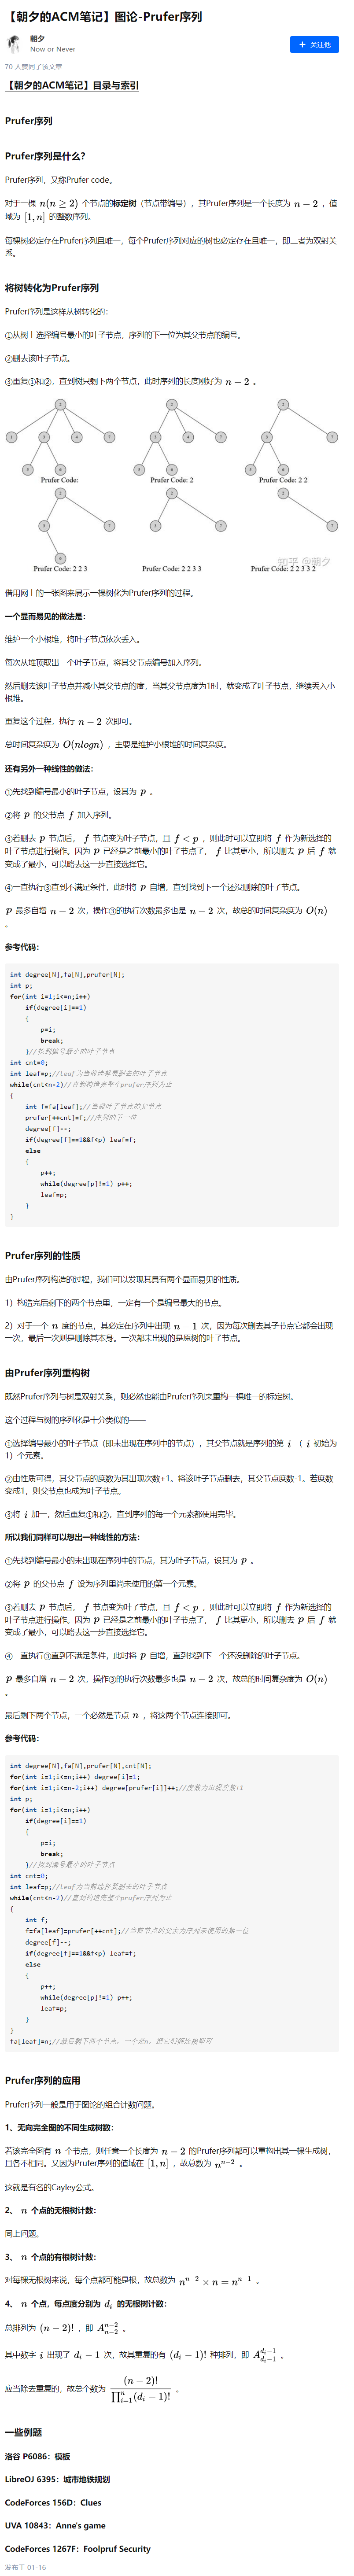 【朝夕的ACM笔记】图论-Prufer序列
朝夕
Now or Never
+ 关注他
70 人赞同了该文章
【朝夕的ACM笔记】目录与索引
Prufer序列
Prufer序列是什么？
Prufer序列，又称Prufer code。
对于一棵 n(n ≥ 2) 个节点的标定树（节点带编号），其Prufer序列是一个长度为 n − 2 ，值
域为 [1, n] 的整数序列。
每棵树必定存在Prufer序列且唯一，每个Prufer序列对应的树也必定存在且唯一，即二者为双射关
系。
将树转化为Prufer序列
Prufer序列是这样从树转化的：
①从树上选择编号最小的叶子节点，序列的下一位为其父节点的编号。
②删去该叶子节点。
③重复①和②，直到树只剩下两个节点，此时序列的长度刚好为 n − 2 。
Prufer Code:
Prufer Code: 2
Prufer Code: 2 2
Prufer Code: 2 2 3
Prufer Code: 2 2 3 3
Prufer Code: 2 2 3 3 2
知乎 @朝夕
借用网上的一张图来展示一棵树化为Prufer序列的过程。
一个显而易见的做法是：
维护一个小根堆，将叶子节点依次丢入。
每次从堆顶取出一个叶子节点，将其父节点编号加入序列。
然后删去该叶子节点并减小其父节点的度，当其父节点度为1时，就变成了叶子节点，继续丢入小
根堆。
重复这个过程，执行 n − 2 次即可。
总时间复杂度为 O(nlogn) ，主要是维护小根堆的时间复杂度。
还有另外一种线性的做法：
①先找到编号最小的叶子节点，设其为 p 。
②将 p 的父节点 f 加入序列。
③若删去 p 节点后， f 节点变为叶子节点，且 f < p ，则此时可以立即将 f 作为新选择的
叶子节点进行操作。因为 p 已经是之前最小的叶子节点了， f 比其更小，所以删去 p 后 f 就
变成了最小，可以略去这一步直接选择它。
④一直执行③直到不满足条件，此时将 p 自增，直到找到下一个还没删除的叶子节点。
p 最多自增 n − 2 次，操作③的执行次数最多也是 n − 2 次，故总的时间复杂度为 O(n)
。
参考代码：
int degree[N],fa[N],prufer[N];
int p;
for(int i=1;i<=n;i++)
if(degree[i]==1)
{
p=i;
break;
}//找到编号最小的叶子节点
int cnt=0;
int leaf=p;//leaf为当前选择要删去的叶子节点
while(cnt<n-2)//直到构造完整个prufer序列为止
{
int f=fa[leaf];//当前叶子节点的父节点
prufer[++cnt]=f;//序列的下一位
degree[f]--;
if(degree[f]==1&&f<p) leaf=f;
else
{
p++;
while(degree[p]!=1) p++;
leaf=p;
}
}
Prufer序列的性质
由Prufer序列构造的过程，我们可以发现其具有两个显而易见的性质。
1）构造完后剩下的两个节点里，一定有一个是编号最大的节点。
2）对于一个 n 度的节点，其必定在序列中出现 n − 1 次，因为每次删去其子节点它都会出现
一次，最后一次则是删除其本身。一次都未出现的是原树的叶子节点。
由Prufer序列重构树
既然Prufer序列与树是双射关系，则必然也能由Prufer序列来重构一棵唯一的标定树。
这个过程与树的序列化是十分类似的——
①选择编号最小的叶子节点（即未出现在序列中的节点），其父节点就是序列的第 i （ i 初始为
1）个元素。
②由性质可得，其父节点的度数为其出现次数+1。将该叶子节点删去，其父节点度数-1。若度数
变成1，则父节点也成为叶子节点。
③将 i 加一，然后重复①和②，直到序列的每一个元素都使用完毕。
所以我们同样可以想出一种线性的方法：
①先找到编号最小的未出现在序列中的节点，其为叶子节点，设其为 p 。
②将 p 的父节点 f 设为序列里尚未使用的第一个元素。
③若删去 p 节点后， f 节点变为叶子节点，且 f < p ，则此时可以立即将 f 作为新选择的
叶子节点进行操作。因为 p 已经是之前最小的叶子节点了， f 比其更小，所以删去 p 后 f 就
变成了最小，可以略去这一步直接选择它。
④一直执行③直到不满足条件，此时将 p 自增，直到找到下一个还没删除的叶子节点。
p 最多自增 n − 2 次，操作③的执行次数最多也是 n − 2 次，故总的时间复杂度为 O(n)
。
最后剩下两个节点，一个必然是节点 n ，将这两个节点连接即可。
参考代码：
int degree[N],fa[N],prufer[N],cnt[N];
for(int i=1;i<=n;i++) degree[i]=1;
for(int i=1;i<=n-2;i++) degree[prufer[i]]++;//度数为出现次数+1
int p;
for(int i=1;i<=n;i++)
if(degree[i]==1)
{
p=i;
break;
}//找到编号最小的叶子节点
int cnt=0;
int leaf=p;//leaf为当前选择要删去的叶子节点
while(cnt<n-2)//直到构造完整个prufer序列为止
{
int f;
f=fa[leaf]=prufer[++cnt];//当前节点的父亲为序列未使用的第一位
degree[f]--;
if(degree[f]==1&&f<p) leaf=f;
else
{
p++;
while(degree[p]!=1) p++;
leaf=p;
}
}
fa[leaf]=n;//最后剩下两个节点，一个是n，把它们俩连接即可
Prufer序列的应用
Prufer序列一般是用于图论的组合计数问题。
1、无向完全图的不同生成树数：
若该完全图有 n 个节点，则任意一个长度为 n − 2 的Prufer序列都可以重构出其一棵生成树，
且各不相同。又因为Prufer序列的值域在 [1, n] ，故总数为 n^{n−2} 。
这就是有名的Cayley公式。
2、 n 个点的无根树计数：
同上问题。
3、 n 个点的有根树计数：
对每棵无根树来说，每个点都可能是根，故总数为 n^{n−2} × n = n^{n−1} 。
4、 n 个点，每点度分别为 d_i 的无根树计数：
总排列为 (n − 2)! ，即 A_{n−2}^{n−2} 。
其中数字 i 出现了 d_i − 1 次，故其重复的有 (d_i − 1)! 种排列，即 A_{d_i−1}^{d_i−1} 。
应当除去重复的，故总个数为 \frac{(n − 2)!}{∏_{i=1}^{n}(d_i − 1)!} 。
一些例题
洛谷 P6086：模板
LibreOJ 6395：城市地铁规划
CodeForces 156D：Clues
UVA 10843：Anne's game
CodeForces 1267F：Foolpruf Security
发布于 01-16